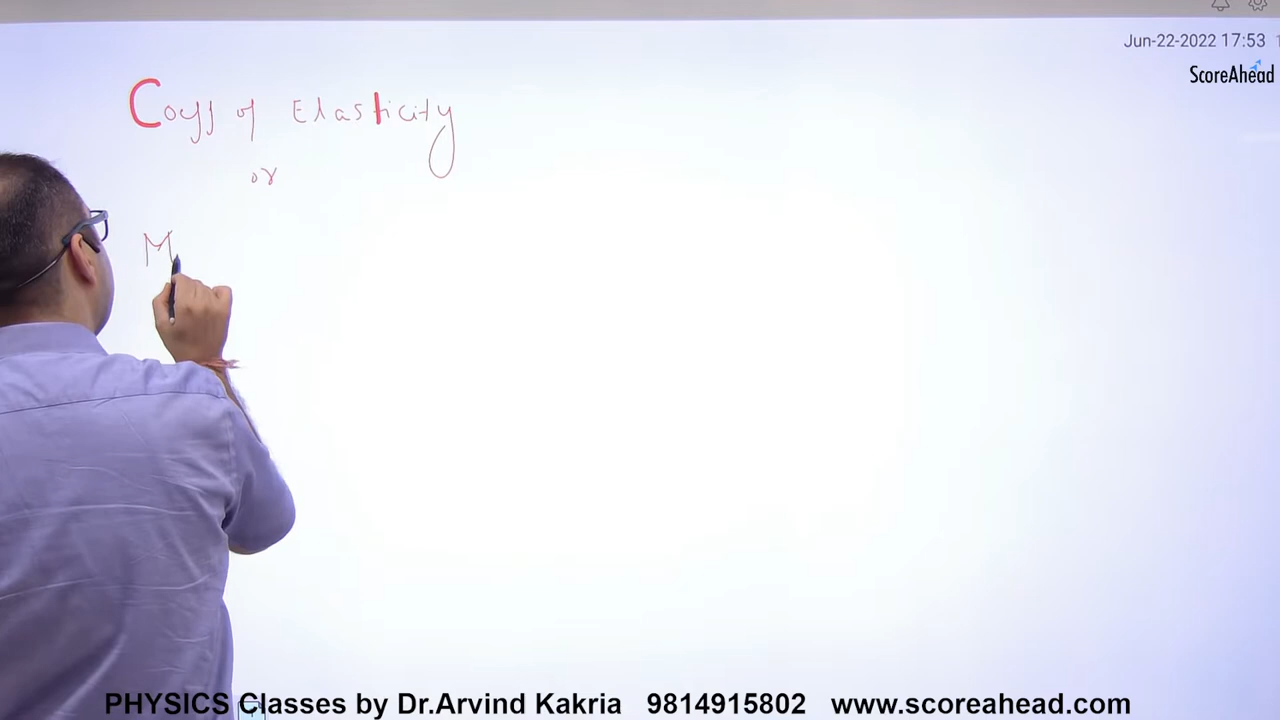 Jun-22-2022 17:53
ScoreAhead
Coeff of Elasticity
or
M
PHYSICS Classes by Dr.Arvind Kakria 9814915802 www.scoreahead.com